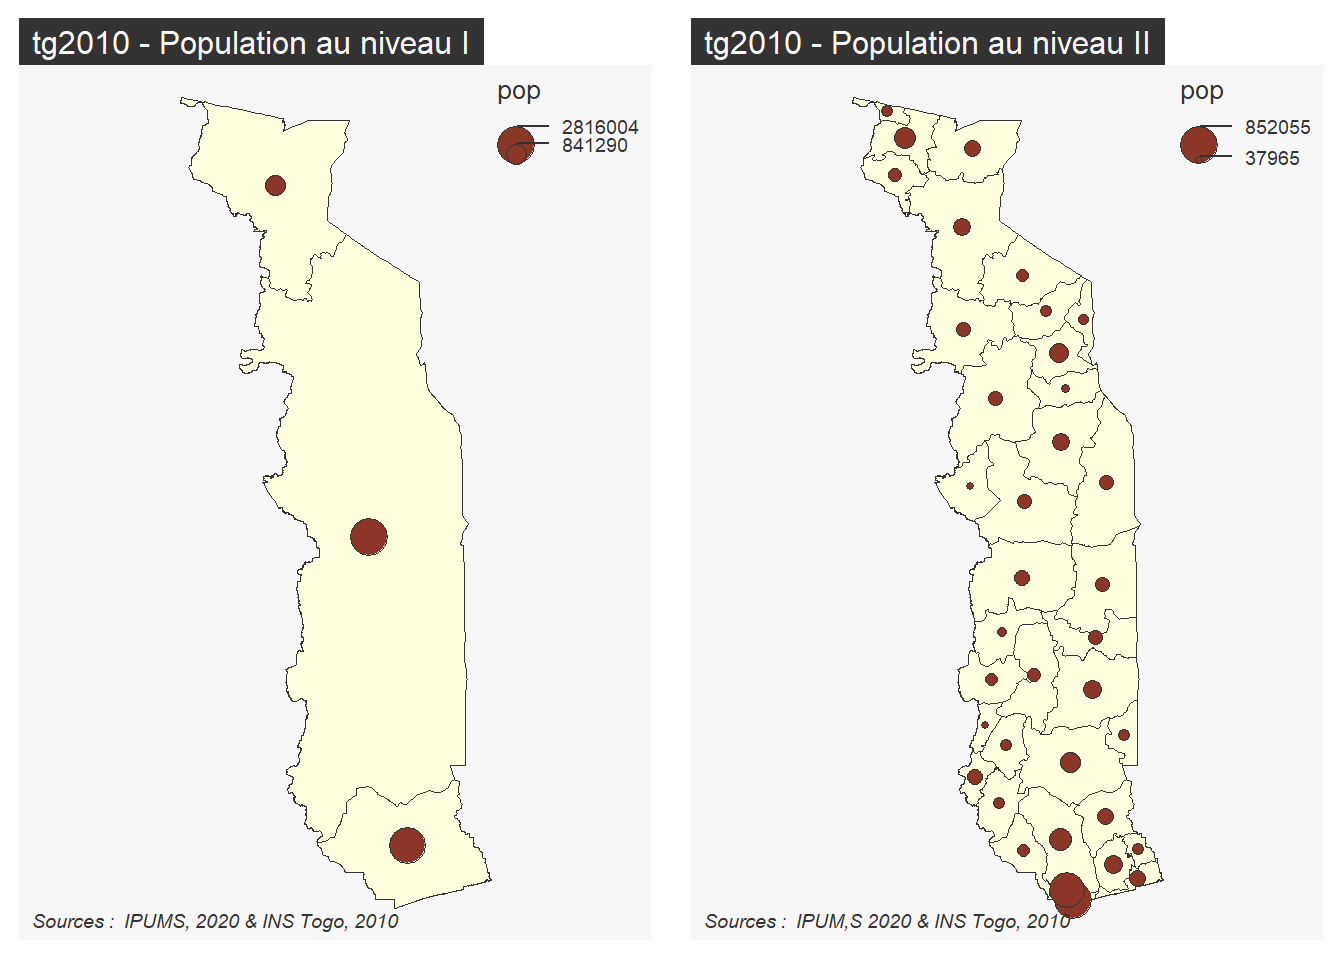 tg2010 - Population au niveau I
pop
2816004
841290
Sources :  IPUMS, 2020 & INS Togo, 2010
tg2010 - Population au niveau II
pop
852055
37965
Sources :  IPUM,S 2020 & INS Togo, 2010